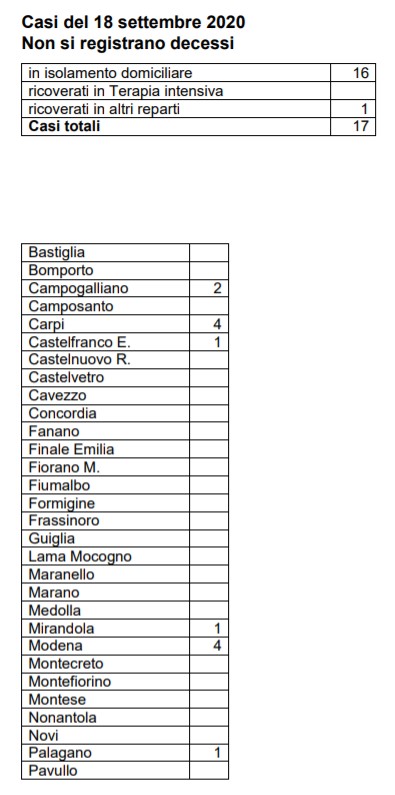 Casi del 18 settembre 2020
Non si registrano decessi
in isolamento domiciliare 16
ricoverati in Terapia intensiva
ricoverati in altri reparti 1
Casi totali 17
Bastiglia
Bomporto
Campogalliano 2
Camposanto
Carpi 4
Castelfranco E. 1
Castelnuovo R.
Castelvetro
Cavezzo
Concordia
Fanano
Finale Emilia
Fiorano M.
Fiumalbo
Formigine
Frassinoro
Guiglia
Lama Mocogno
Maranello
Marano
Medolla
Mirandola 1
Modena 4
Montecreto
Montefiorino
Montese
Nonantola
Novi
Palagano 1
Pavullo